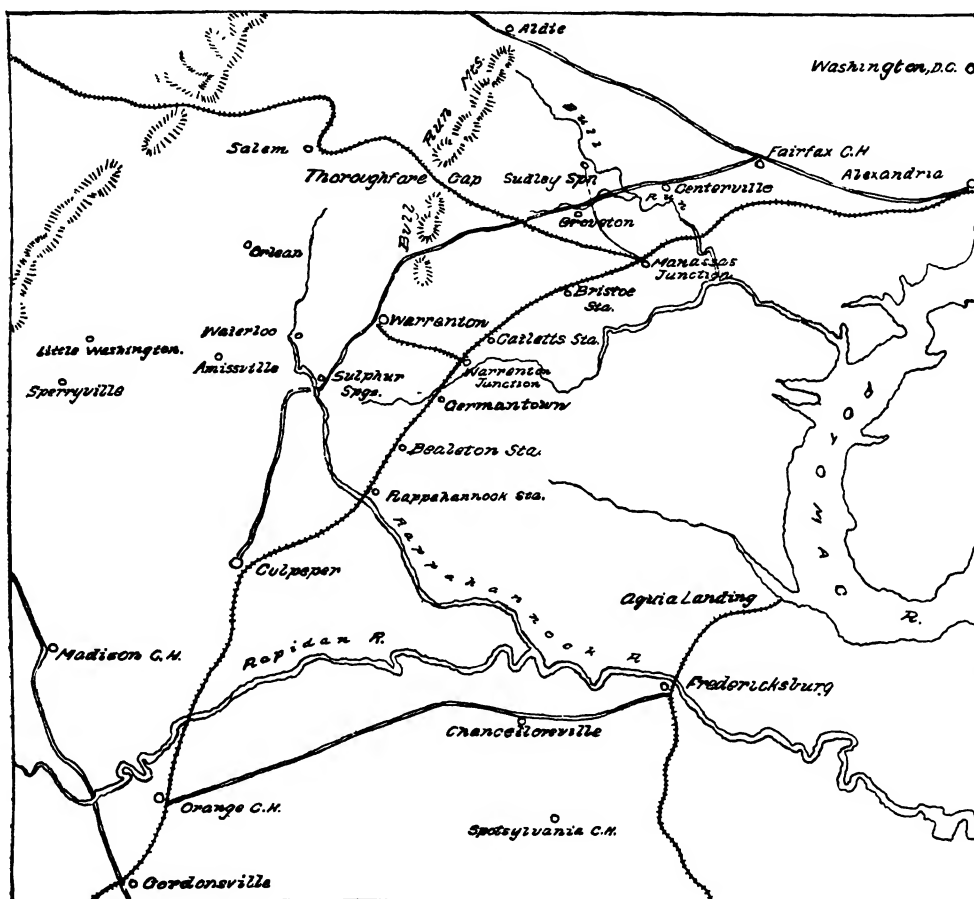 Aldie
Washington, D.C.
Bull
Run
Mts.
Bull
Run
Fairfax C.H
Salem
Thoroughfare Gap
Sudley Spn
Centerville
Alexandria
Groveton
Orlean
Manassas
Junction
Bristoe
Sta.
Waterloo
Warrenton
Catletts Sta.
Little Washington.
Amissville
Sulphur
Spgs.
Warrenton
Junction
Sperryville
Germantown
Bealeton Sta.
Rappahannock Sta.
POTOMAC R.
Culpeper
Rappahannock R
Aquia Landing
Madison C.H.
Rapidan R.
Fredericksburg
Chancellorsville
Orange C.H.
Spotsylvania C.H.
Gordonsville